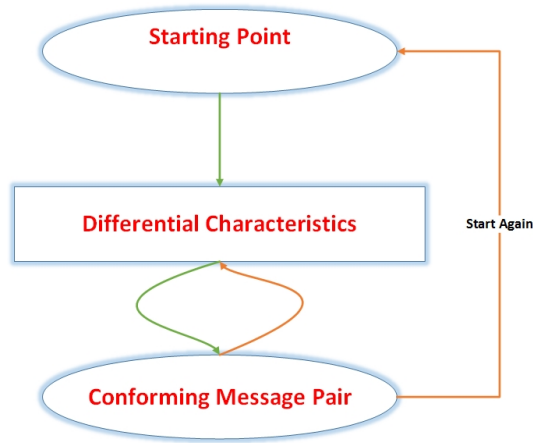 Starting Point
Differential Characteristics
Start Again
Conforming Message Pair